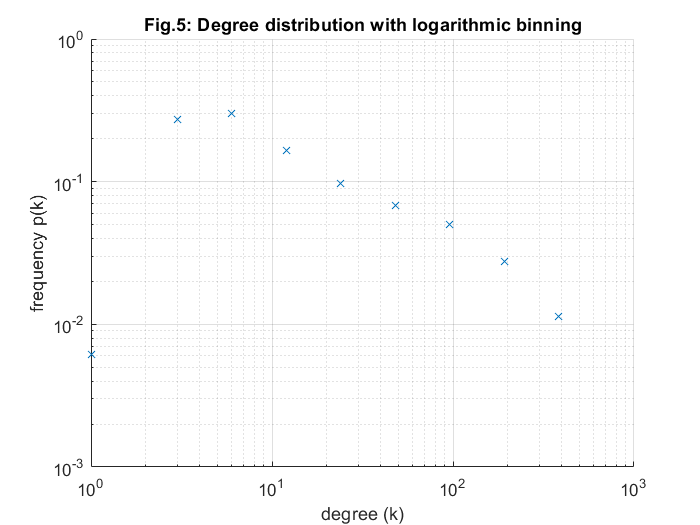 Fig.5: Degree distribution with logarithmic binning
10^0
10^-1
10^-2
10^-3
frequency p(k)
10^0 10^1 10^2 10^3
degree (k)